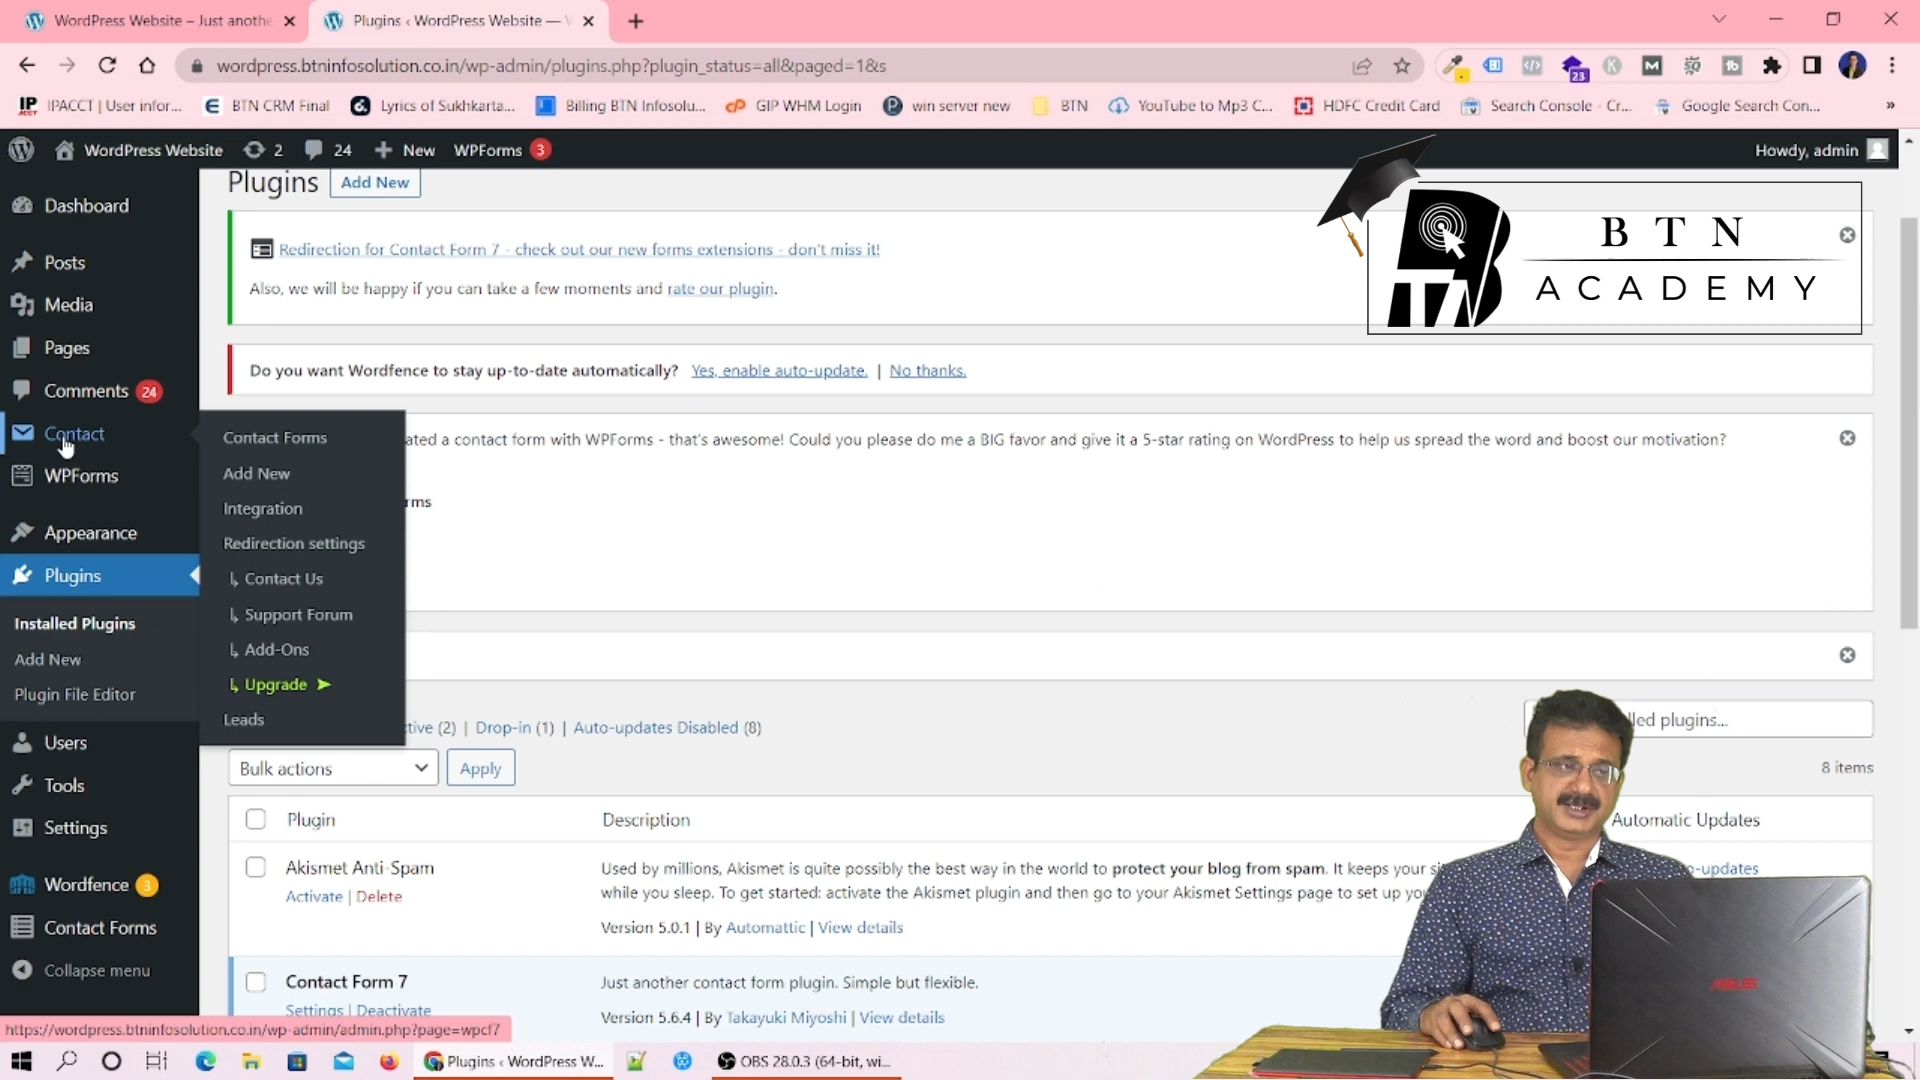 WordPress Website – Just anothe
Plugins ‹ WordPress Website —
wordpress.btninfosolution.co.in/wp-admin/plugins.php?plugin_status=all&paged=1&s
23
IPACCT | User infor...
BTN CRM Final
Lyrics of Sukhkarta...
Billing BTN Infosolu...
GIP WHM Login
win server new
BTN
YouTube to Mp3 C...
HDFC Credit Card
Search Console - Cr...
Google Search Con...
»
WordPress Website
2
24
New
WPForms 3
Howdy, admin
Dashboard
Posts
Media
Pages
Comments 24
Contact
WPForms
Appearance
Plugins
Installed Plugins
Add New
Plugin File Editor
Users
Tools
Settings
Wordfence 3
Contact Forms
Collapse menu
Contact Forms
Add New
Integration
Redirection settings
↳ Contact Us
↳ Support Forum
↳ Add-Ons
↳ Upgrade ➤
Leads
Plugins
Add New
BTN
ACADEMY
Redirection for Contact Form 7 - check out our new forms extensions - don't miss it!
Also, we will be happy if you can take a few moments and rate our plugin.
Do you want Wordfence to stay up-to-date automatically? Yes, enable auto-update. | No thanks.
ated a contact form with WPForms - that's awesome! Could you please do me a BIG favor and give it a 5-star rating on WordPress to help us spread the word and boost our motivation?
rms
ctive (2) | Drop-in (1) | Auto-updates Disabled (8)
lled plugins...
Bulk actions
Apply
8 items
Plugin
Description
Automatic Updates
Akismet Anti-Spam
Activate | Delete
Used by millions, Akismet is quite possibly the best way in the world to protect your blog from spam. It keeps your si
while you sleep. To get started: activate the Akismet plugin and then go to your Akismet Settings page to set up you
Version 5.0.1 | By Automattic | View details
o-updates
Contact Form 7
Settings | Deactivate
Just another contact form plugin. Simple but flexible.
Version 5.6.4 | By Takayuki Miyoshi | View details
ASUS
https://wordpress.btninfosolution.co.in/wp-admin/admin.php?page=wpcf7
Plugins ‹ WordPress W...
OBS 28.0.3 (64-bit, wi...